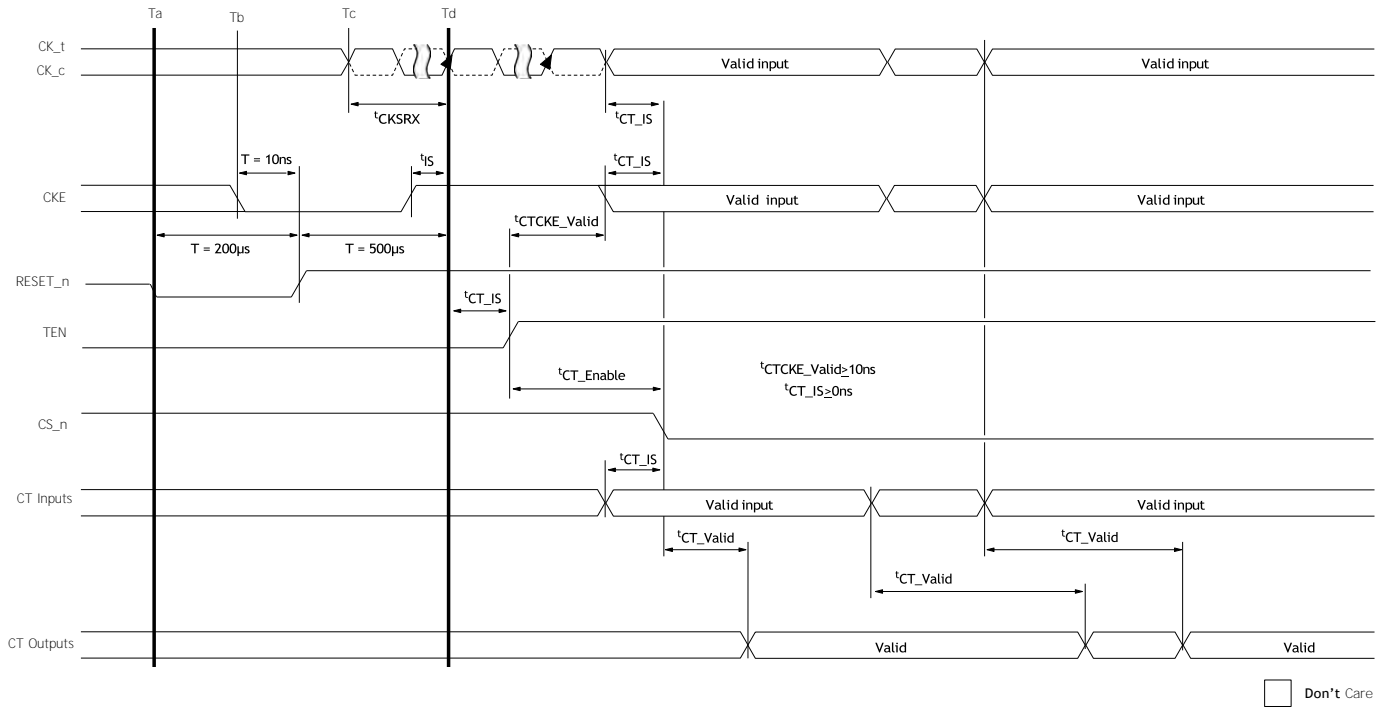 Ta
Tb
Tc
Td
CK_t
CK_c
Valid input
Valid input
tCKSRX
tCT_IS
T = 10ns
tIS
tCT_IS
CKE
Valid input
Valid input
tCTCKE_Valid
T = 200µs
T = 500µs
RESET_n
tCT_IS
TEN
tCT_Enable
tCTCKE_Valid≥10ns
tCT_IS≥0ns
CS_n
tCT_IS
CT Inputs
Valid input
Valid input
tCT_Valid
tCT_Valid
tCT_Valid
CT Outputs
Valid
Valid
Don't Care